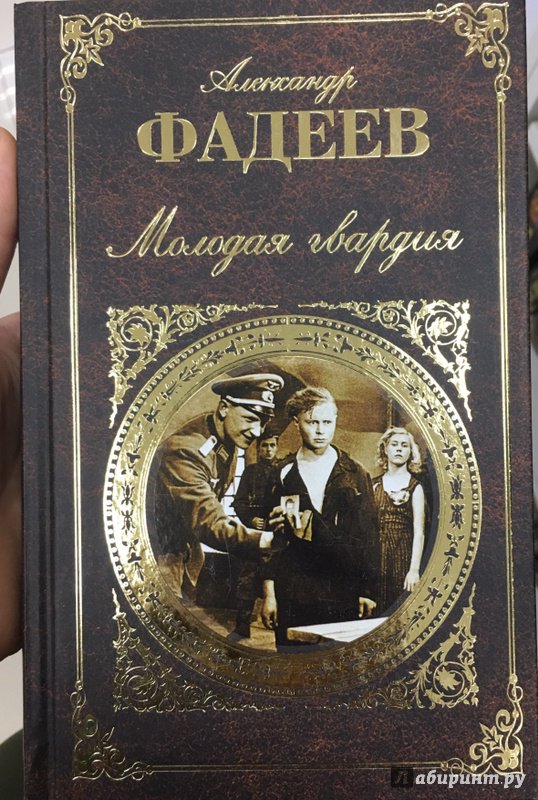 Александр
ФАДЕЕВ
Молодая гвардия
Лабиринт.ру